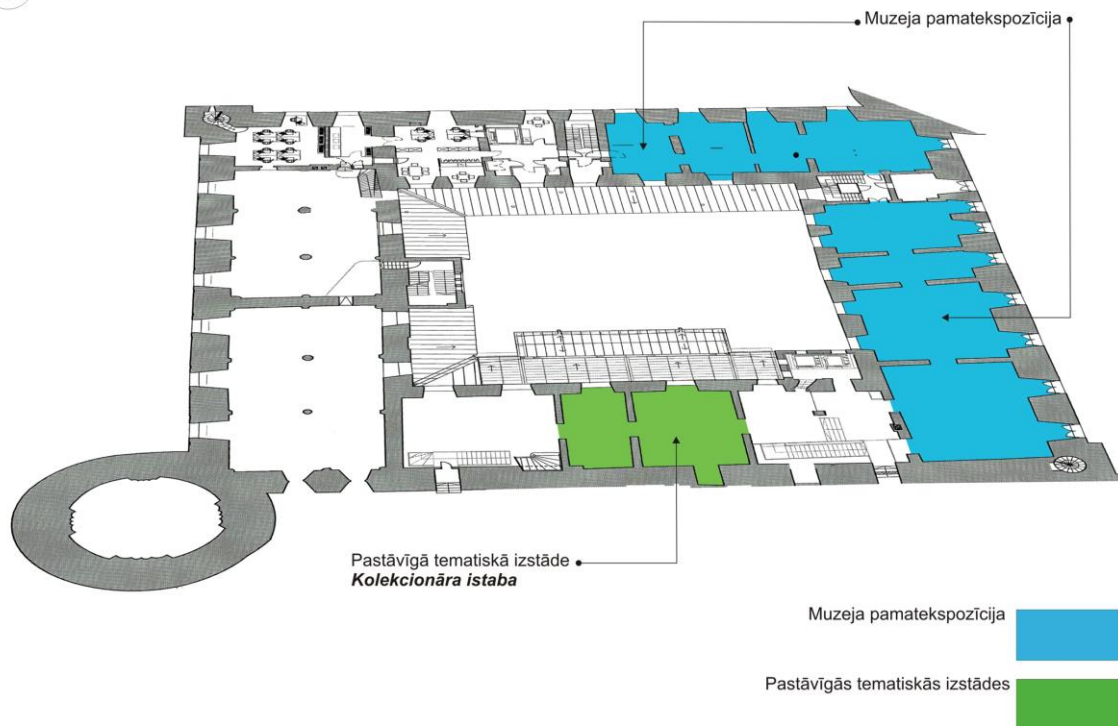 Muzeja pamatekspozīcija
Pastāvīgā tematiskā izstāde
Kolekcionāra istaba
Muzeja pamatekspozīcija
Pastāvīgās tematiskās izstādes